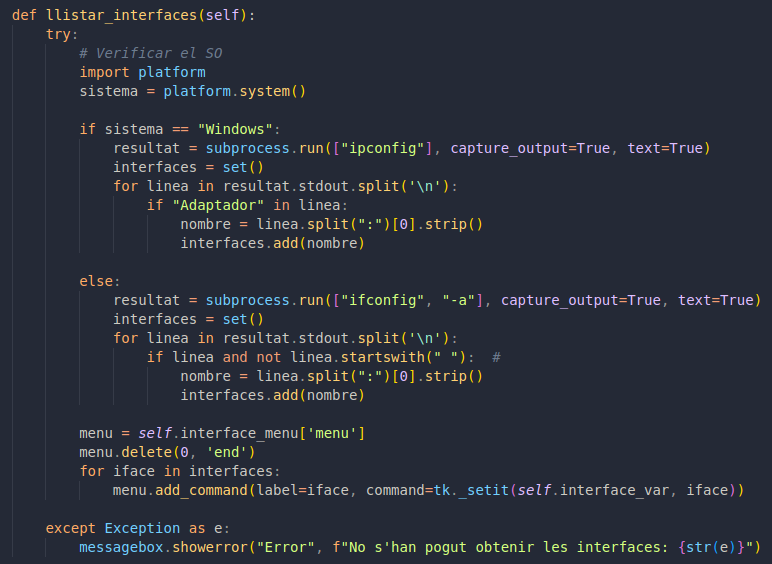 def llistar_interfaces(self):
    try:
        # Verificar el SO
        import platform
        sistema = platform.system()

        if sistema == "Windows":
            resultat = subprocess.run(["ipconfig"], capture_output=True, text=True)
            interfaces = set()
            for linea in resultat.stdout.split('\n'):
                if "Adaptador" in linea:
                    nombre = linea.split(":")[0].strip()
                    interfaces.add(nombre)

        else:
            resultat = subprocess.run(["ifconfig", "-a"], capture_output=True, text=True)
            interfaces = set()
            for linea in resultat.stdout.split('\n'):
                if linea and not linea.startswith(" "):  #
                    nombre = linea.split(":")[0].strip()
                    interfaces.add(nombre)

        menu = self.interface_menu['menu']
        menu.delete(0, 'end')
        for iface in interfaces:
            menu.add_command(label=iface, command=tk._setit(self.interface_var, iface))

    except Exception as e:
        messagebox.showerror("Error", f"No s'han pogut obtenir les interfaces: {str(e)}")